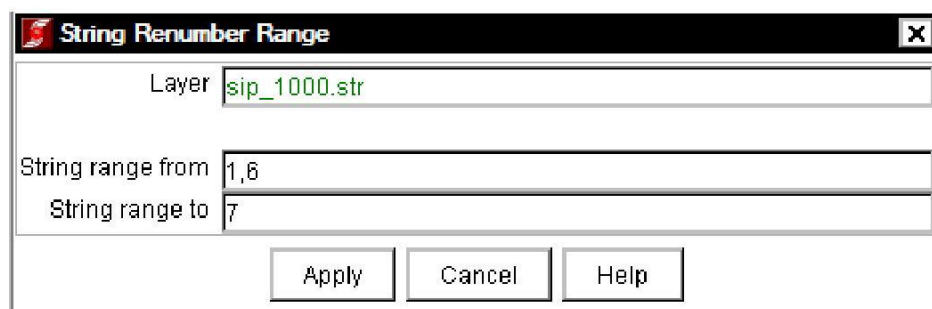 String Renumber Range
Layer sip_1000.str
String range from 1,6
String range to 7
Apply Cancel Help